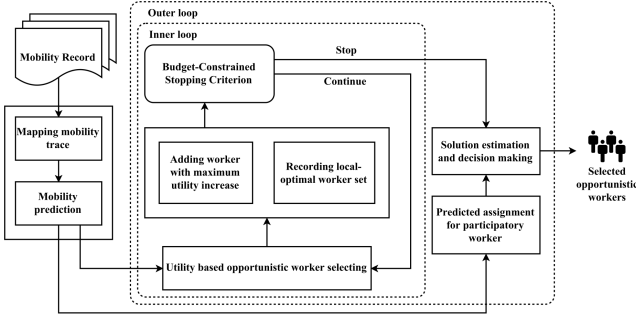 Outer loop
Inner loop
Mobility Record
Budget-Constrained
Stopping Criterion
Stop
Continue
Mapping mobility
trace
Mobility
prediction
Adding worker
with maximum
utility increase
Recording local-
optimal worker set
Utility based opportunistic worker selecting
Solution estimation
and decision making
Predicted assignment
for participatory
worker
Selected
opportunistic
workers